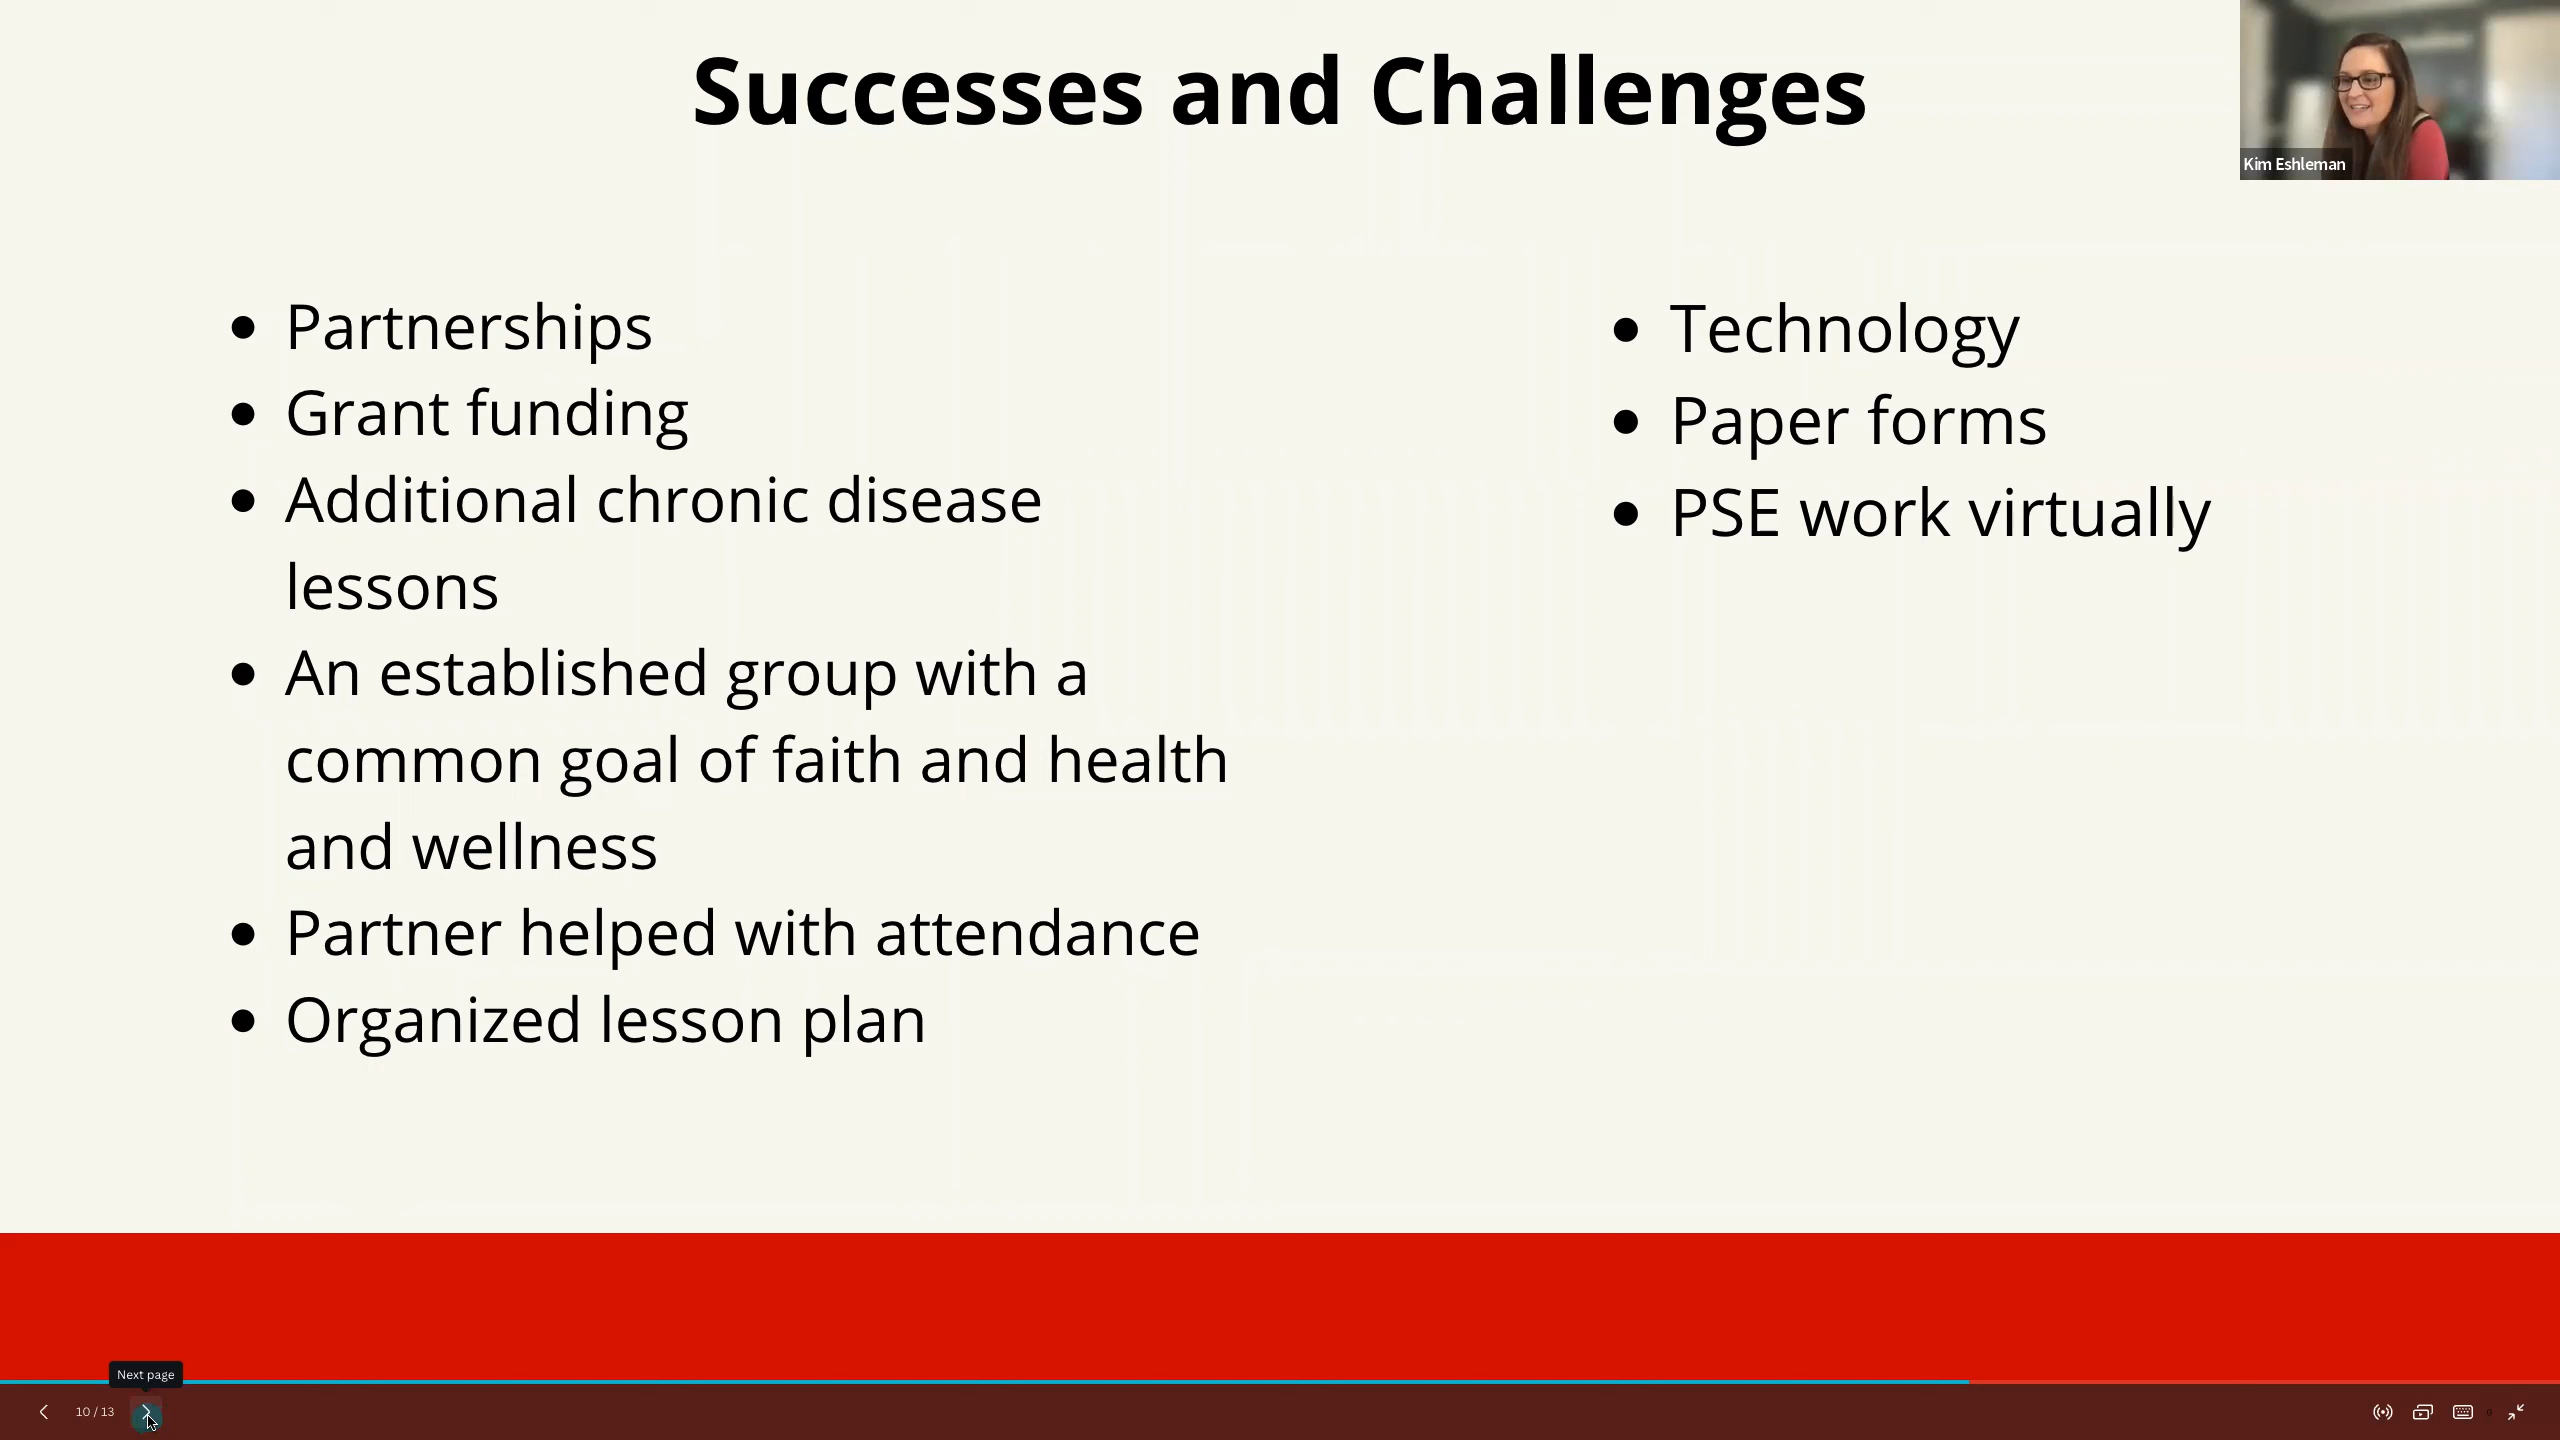 Successes and Challenges
Kim Eshleman
• Partnerships
• Grant funding
• Additional chronic disease
lessons
• An established group with a
common goal of faith and health
and wellness
• Partner helped with attendance
• Organized lesson plan
• Technology
• Paper forms
• PSE work virtually
Next page
10 / 13
0